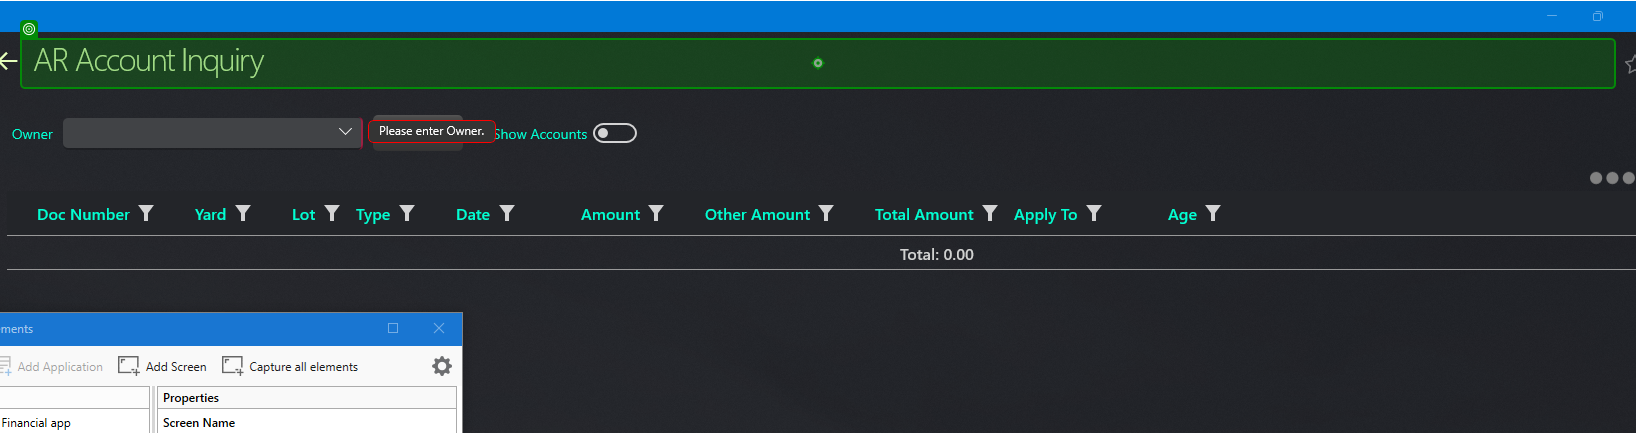 AR Account Inquiry
Owner
Please enter Owner.
Show Accounts
Doc Number Yard Lot Type Date Amount Other Amount Total Amount Apply To Age
Total: 0.00
ements
Add Application Add Screen Capture all elements
Properties
Financial app Screen Name